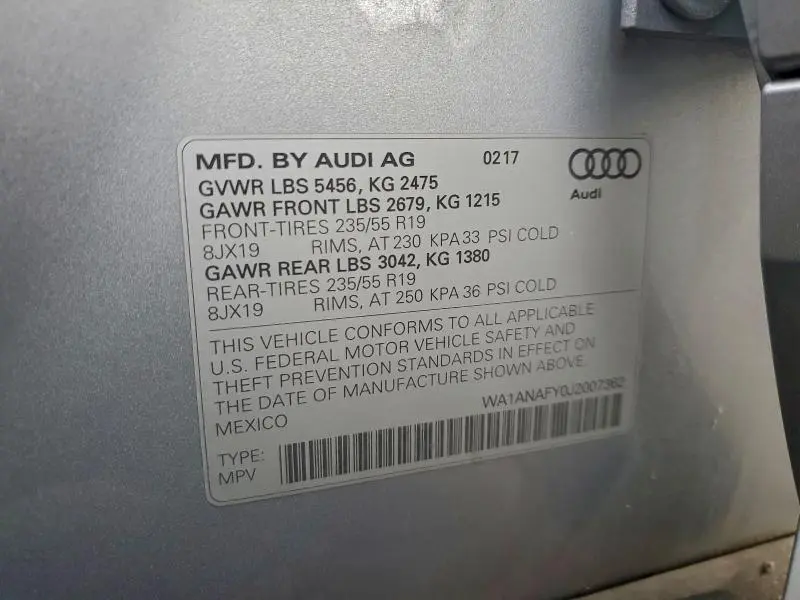 MFD. BY AUDI AG 0217
Audi
GVWR LBS 5456, KG 2475
GAWR FRONT LBS 2679, KG 1215
FRONT-TIRES 235/55 R19
8JX19 RIMS, AT 230 KPA 33 PSI COLD
GAWR REAR LBS 3042, KG 1380
REAR-TIRES 235/55 R19
8JX19 RIMS, AT 250 KPA 36 PSI COLD
THIS VEHICLE CONFORMS TO ALL APPLICABLE
U.S. FEDERAL MOTOR VEHICLE SAFETY AND
THEFT PREVENTION STANDARDS IN EFFECT ON
THE DATE OF MANUFACTURE SHOWN ABOVE.
MEXICO
WA1ANAFY0J2007362
TYPE:
MPV